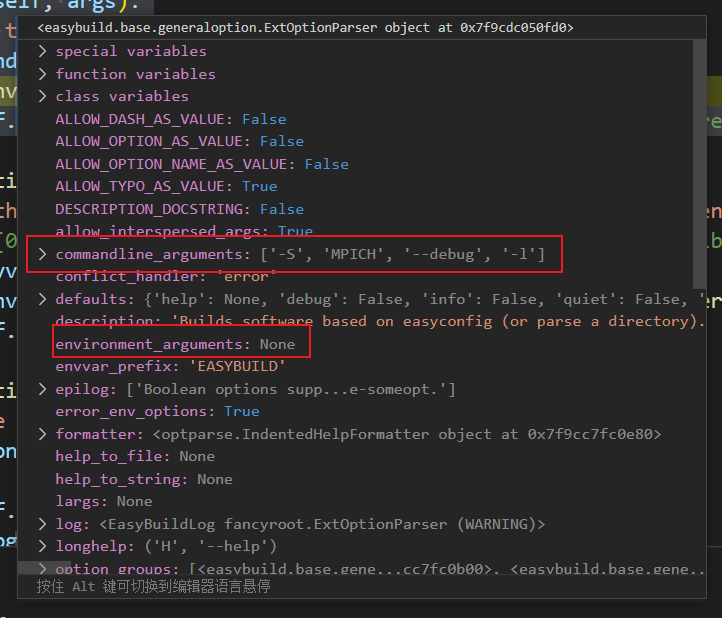 self, args).
<easybuild.base.generaloption.ExtOptionParser object at 0x7f9cdc050fd0>
> special variables
> function variables
> class variables
ALLOW_DASH_AS_VALUE: False
ALLOW_OPTION_AS_VALUE: False
ALLOW_OPTION_NAME_AS_VALUE: False
ALLOW_TYPO_AS_VALUE: True
DESCRIPTION_DOCSTRING: False
allow_interspersed_args: True
> commandline_arguments: ['-S', 'MPICH', '--debug', '-l']
conflict_handler: 'error'
> defaults: {'help': None, 'debug': False, 'info': False, 'quiet': False, '
description: 'Builds software based on easyconfig (or parse a directory).
environment_arguments: None
envvar_prefix: 'EASYBUILD'
> epilog: ['Boolean options supp...e-someopt.']
error_env_options: True
> formatter: <optparse.IndentedHelpFormatter object at 0x7f9cc7fc0e80>
help_to_file: None
help_to_string: None
largs: None
> log: <EasyBuildLog fancyroot.ExtOptionParser (WARNING)>
> longhelp: ('H', '--help')
> option_groups: [<easybuild.base.gene...cc7fc0b00>, <easybuild.base.gene..
按住 Alt 键可切换到编辑器语言悬停